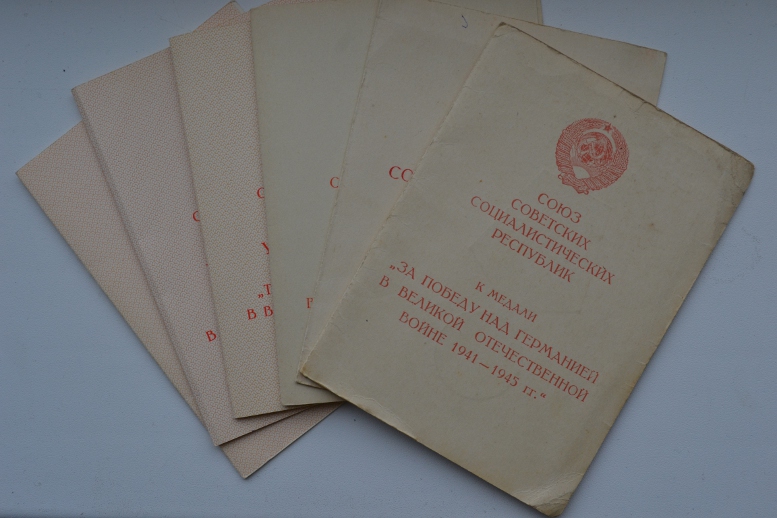 СОЮЗ
СОВЕТСКИХ
СОЦИАЛИСТИЧЕСКИХ
РЕСПУБЛИК
К МЕДАЛИ
„ЗА ПОБЕДУ НАД ГЕРМАНИЕЙ
В ВЕЛИКОЙ ОТЕЧЕСТВЕННОЙ
ВОЙНЕ 1941—1945 гг.“